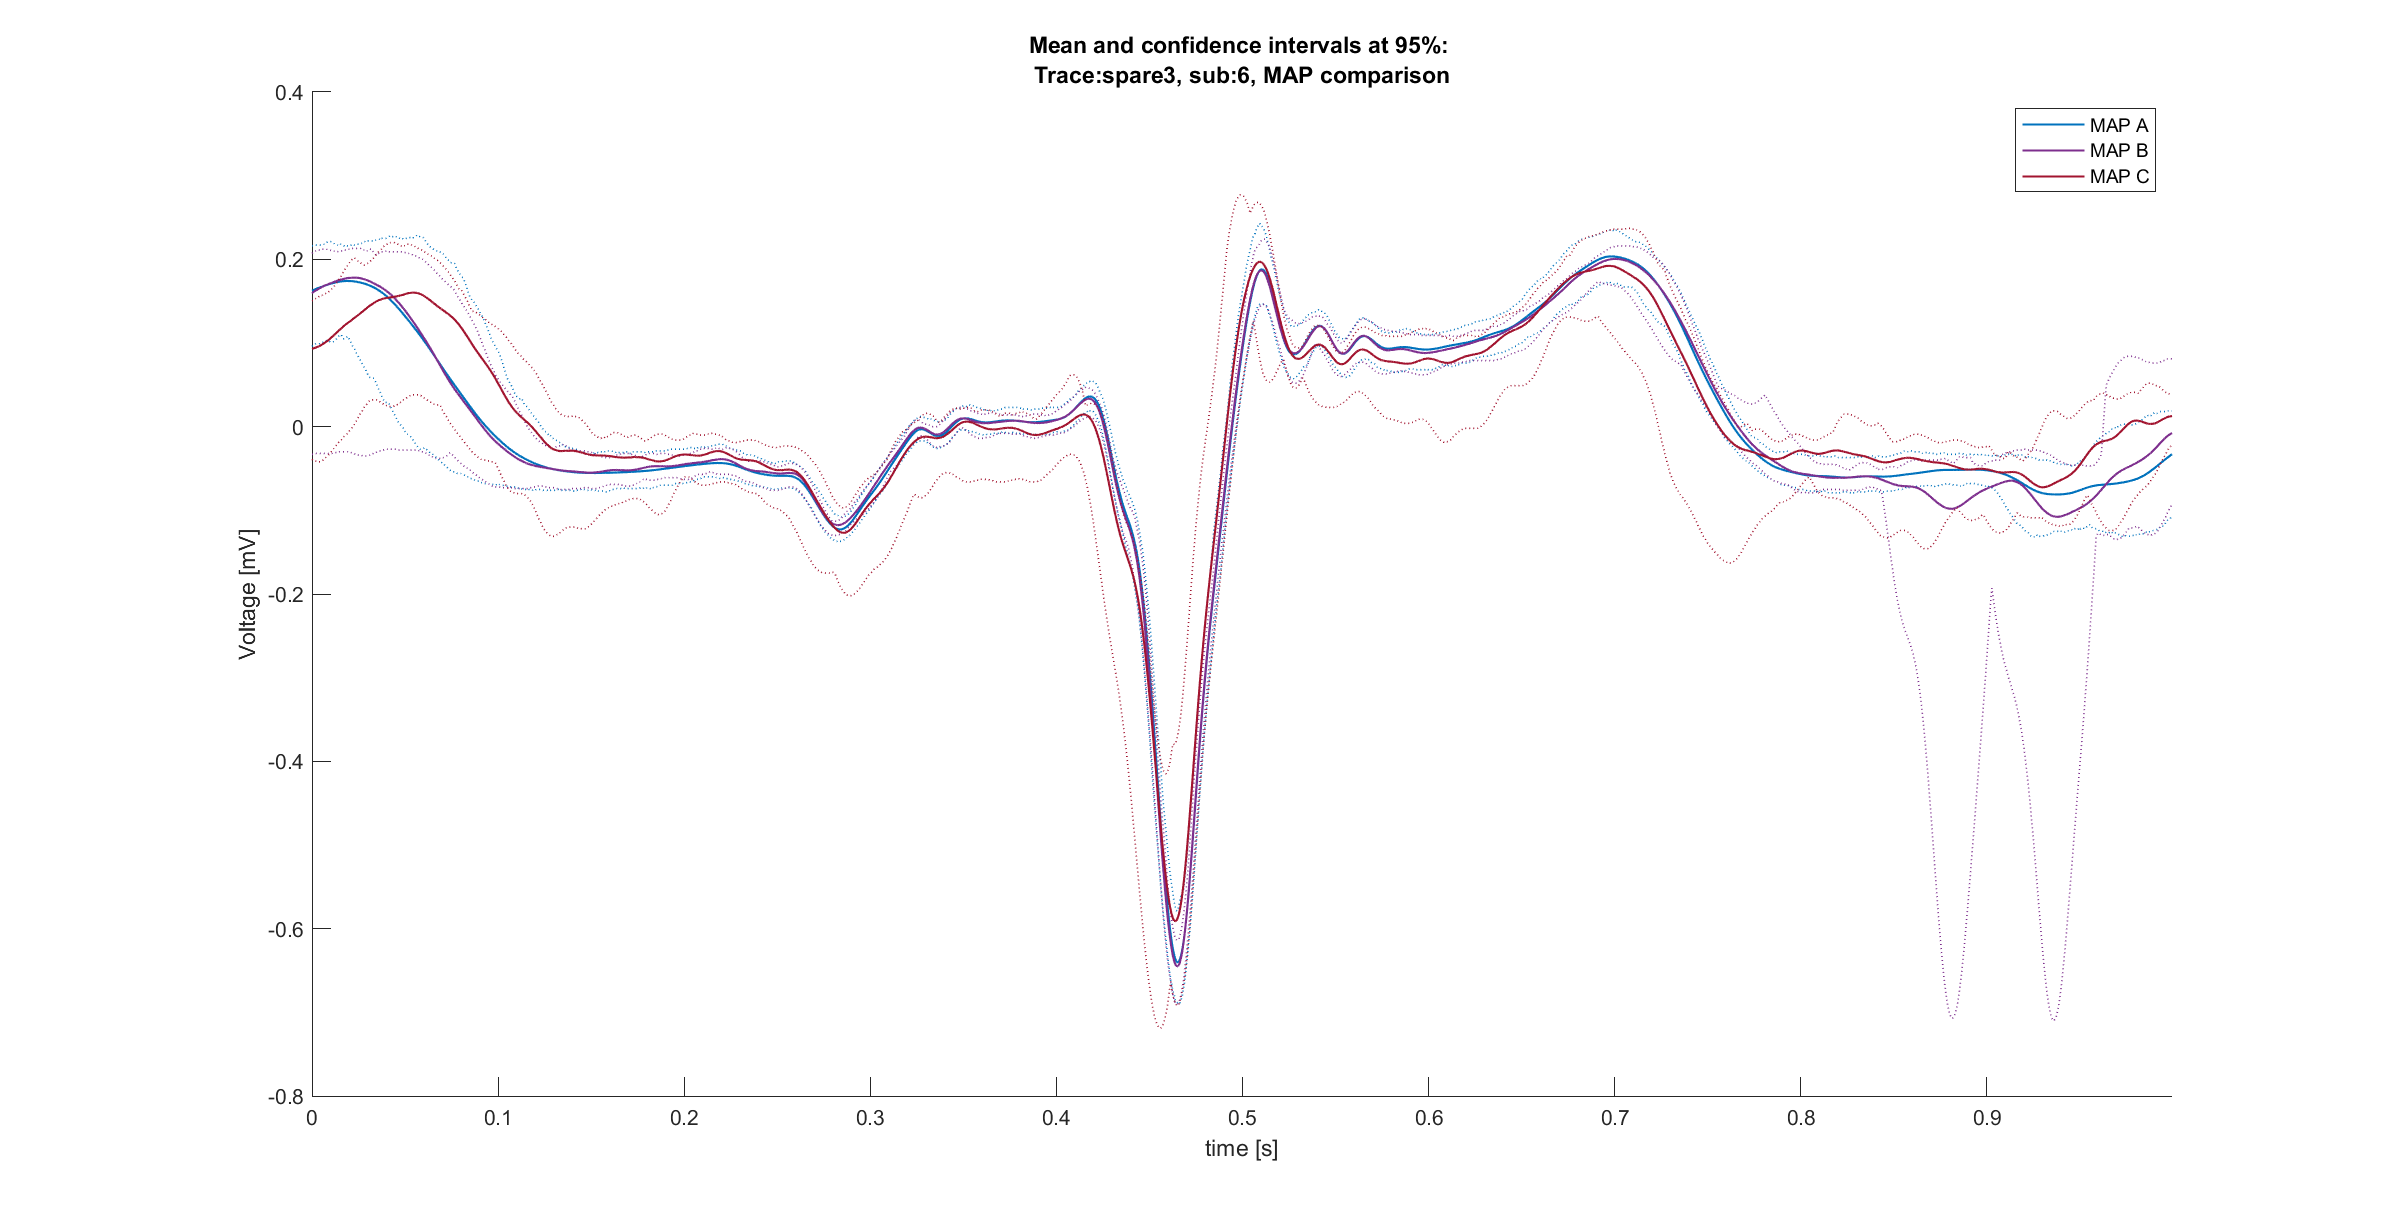 Mean and confidence intervals at 95%:
Trace:spare3, sub:6, MAP comparison
MAP A
MAP B
MAP C
Voltage [mV]
0.4
0.2
0
-0.2
-0.4
-0.6
-0.8
0 0.1 0.2 0.3 0.4 0.5 0.6 0.7 0.8 0.9
time [s]